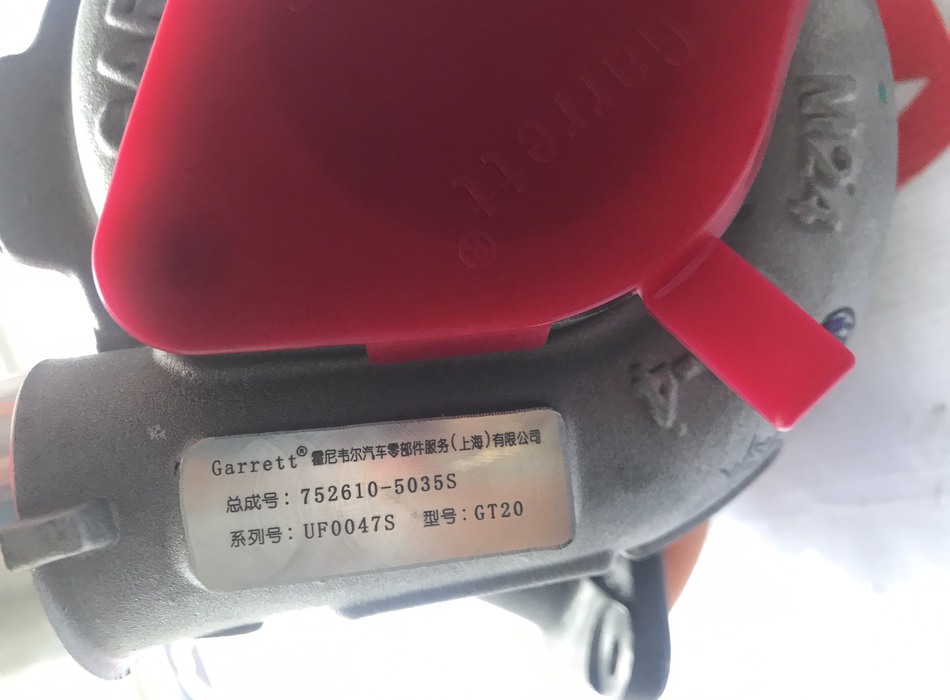 Garrett®
M24
Garrett® 霍尼韦尔汽车零部件服务(上海)有限公司
总成号：752610-5035S
系列号：UF0047S 型号：GT20